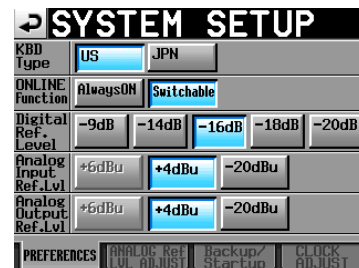 SYSTEM SETUP
KBD Type US JPN
ONLINE Function AlwaysON Switchable
Digital Ref. Level -9dB -14dB -16dB -18dB -20dB
Analog Input Ref.Lvl +6dBu +4dBu -20dBu
Analog Output Ref.Lvl +6dBu +4dBu -20dBu
PREFERENCES ANALOG Ref LVL ADJUST Backup/ Startup CLOCK ADJUST